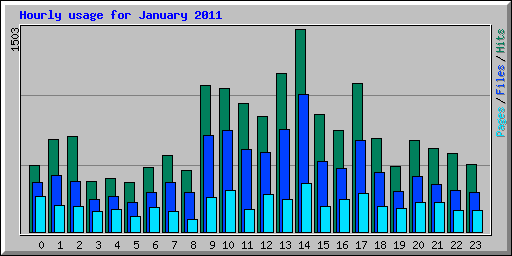 Hourly usage for January 2011
1503
Pages/Files/Hits
0 1 2 3 4 5 6 7 8 9 10 11 12 13 14 15 16 17 18 19 20 21 22 23